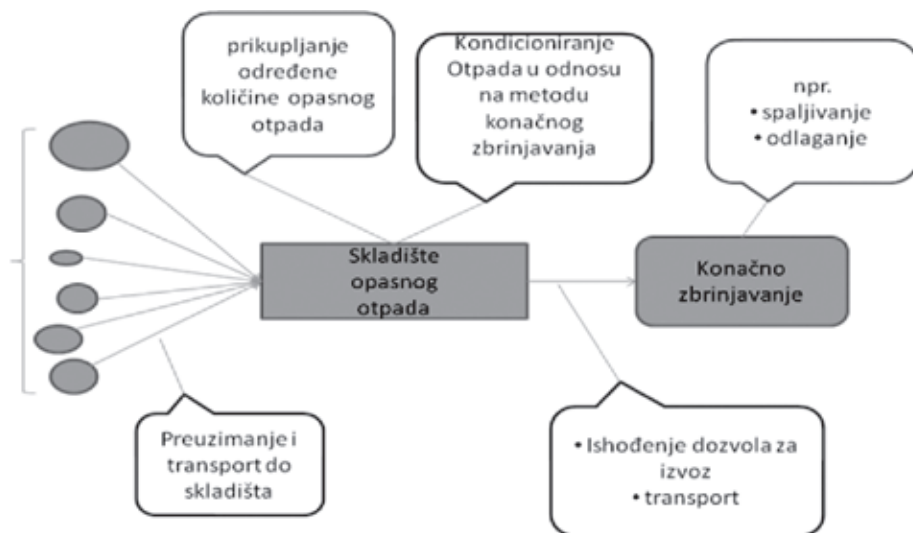 prikupljanje
određene
količine opasnog
otpada
Kondicioniranje
Otpada u odnosu
na metodu
konačnog
zbrinjavanja
npr.
• spaljivanje
• odlaganje
Skladište
opasnog
otpada
Konačno
zbrinjavanje
Preuzimanje i
transport do
skladišta
• Ishođenje dozvola za
izvoz
• transport